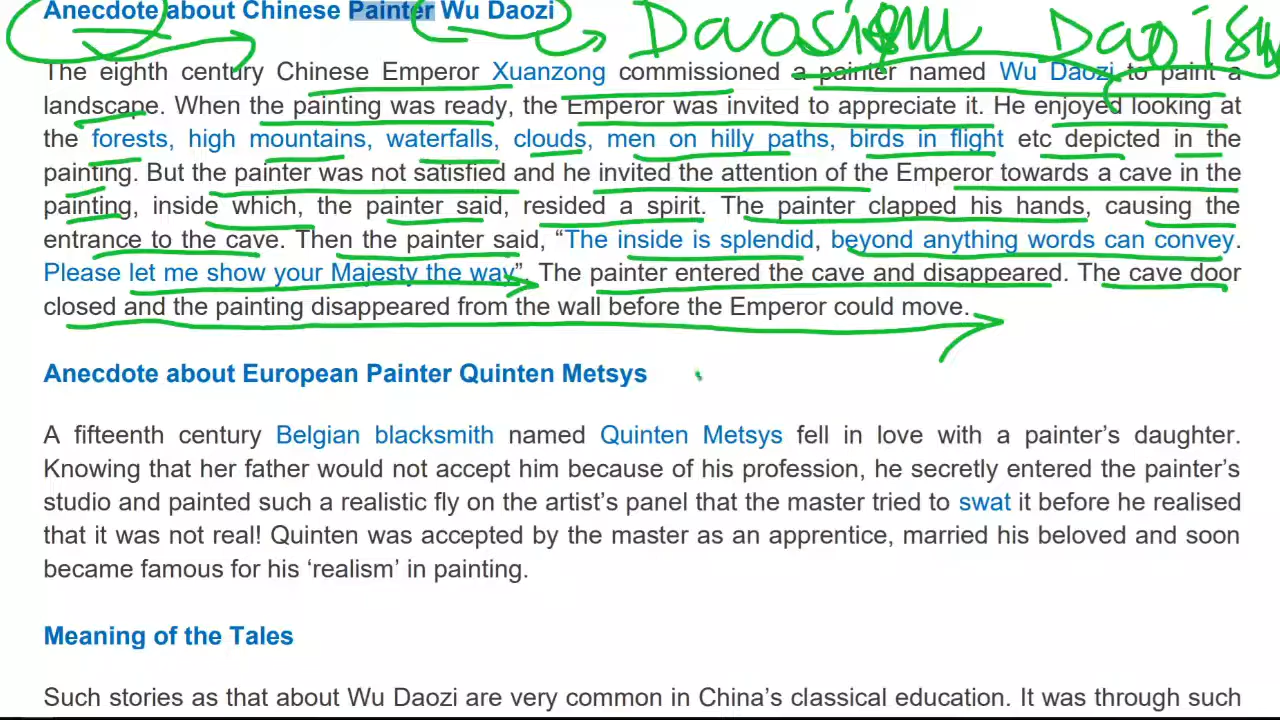 Anecdote about Chinese Painter Wu Daozi
Daoism Daoism
The eighth century Chinese Emperor Xuanzong commissioned a painter named Wu Daozi to paint a
landscape. When the painting was ready, the Emperor was invited to appreciate it. He enjoyed looking at
the forests, high mountains, waterfalls, clouds, men on hilly paths, birds in flight etc depicted in the
painting. But the painter was not satisfied and he invited the attention of the Emperor towards a cave in the
painting, inside which, the painter said, resided a spirit. The painter clapped his hands, causing the
entrance to the cave. Then the painter said, “The inside is splendid, beyond anything words can convey.
Please let me show your Majesty the way”. The painter entered the cave and disappeared. The cave door
closed and the painting disappeared from the wall before the Emperor could move.
Anecdote about European Painter Quinten Metsys
A fifteenth century Belgian blacksmith named Quinten Metsys fell in love with a painter’s daughter.
Knowing that her father would not accept him because of his profession, he secretly entered the painter’s
studio and painted such a realistic fly on the artist’s panel that the master tried to swat it before he realised
that it was not real! Quinten was accepted by the master as an apprentice, married his beloved and soon
became famous for his ‘realism’ in painting.
Meaning of the Tales
Such stories as that about Wu Daozi are very common in China’s classical education. It was through such